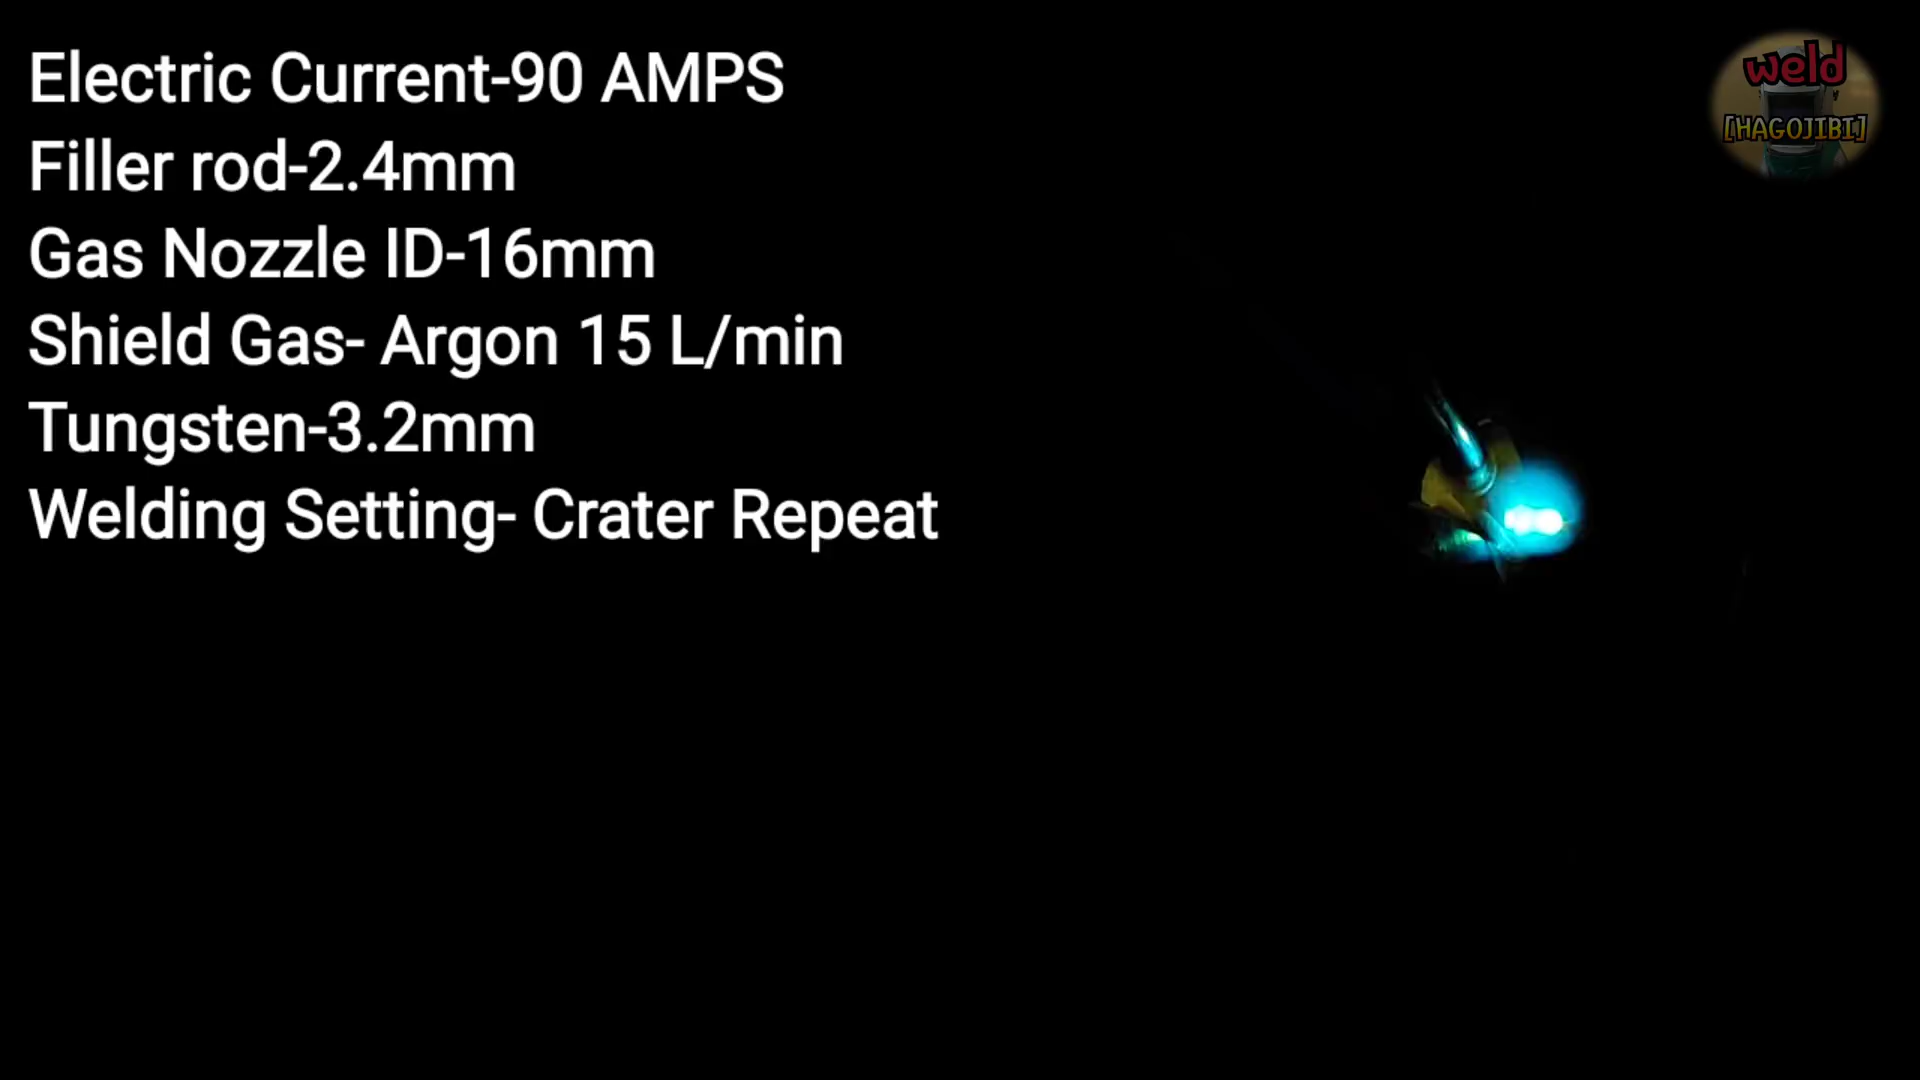 Electric Current-90 AMPS
Filler rod-2.4mm
Gas Nozzle ID-16mm
Shield Gas- Argon 15 L/min
Tungsten-3.2mm
Welding Setting- Crater Repeat
weld
[HAGOJIBI]